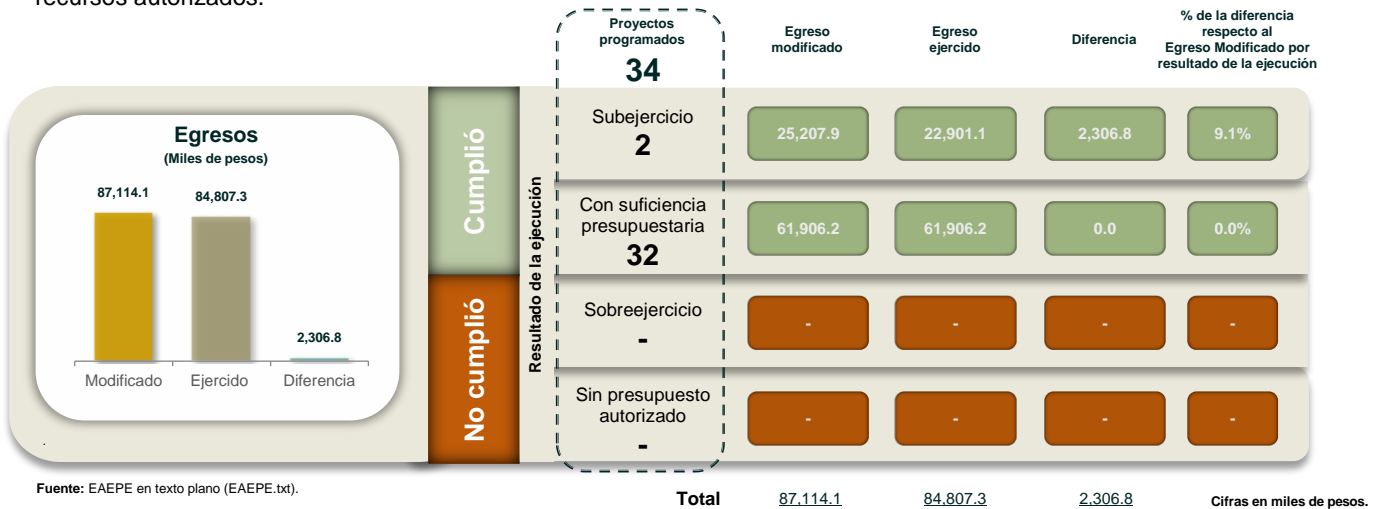 recursos autorizados.
Proyectos
programados
34
Egreso
modificado
Egreso
ejercido
Diferencia
% de la diferencia
respecto al
Egreso Modificado por
resultado de la ejecución
Egresos
(Miles de pesos)
87,114.1
84,807.3
2,306.8
Modificado
Ejercido
Diferencia
.
Cumplió
No cumplió
Resultado de la ejecución
Subejercicio
2
25,207.9
22,901.1
2,306.8
9.1%
Con suficiencia
presupuestaria
32
61,906.2
61,906.2
0.0
0.0%
Sobreejercicio
-
-
-
-
-
Sin presupuesto
autorizado
-
-
-
-
-
Fuente: EAEPE en texto plano (EAEPE.txt).
Total
87,114.1
84,807.3
2,306.8
Cifras en miles de pesos.